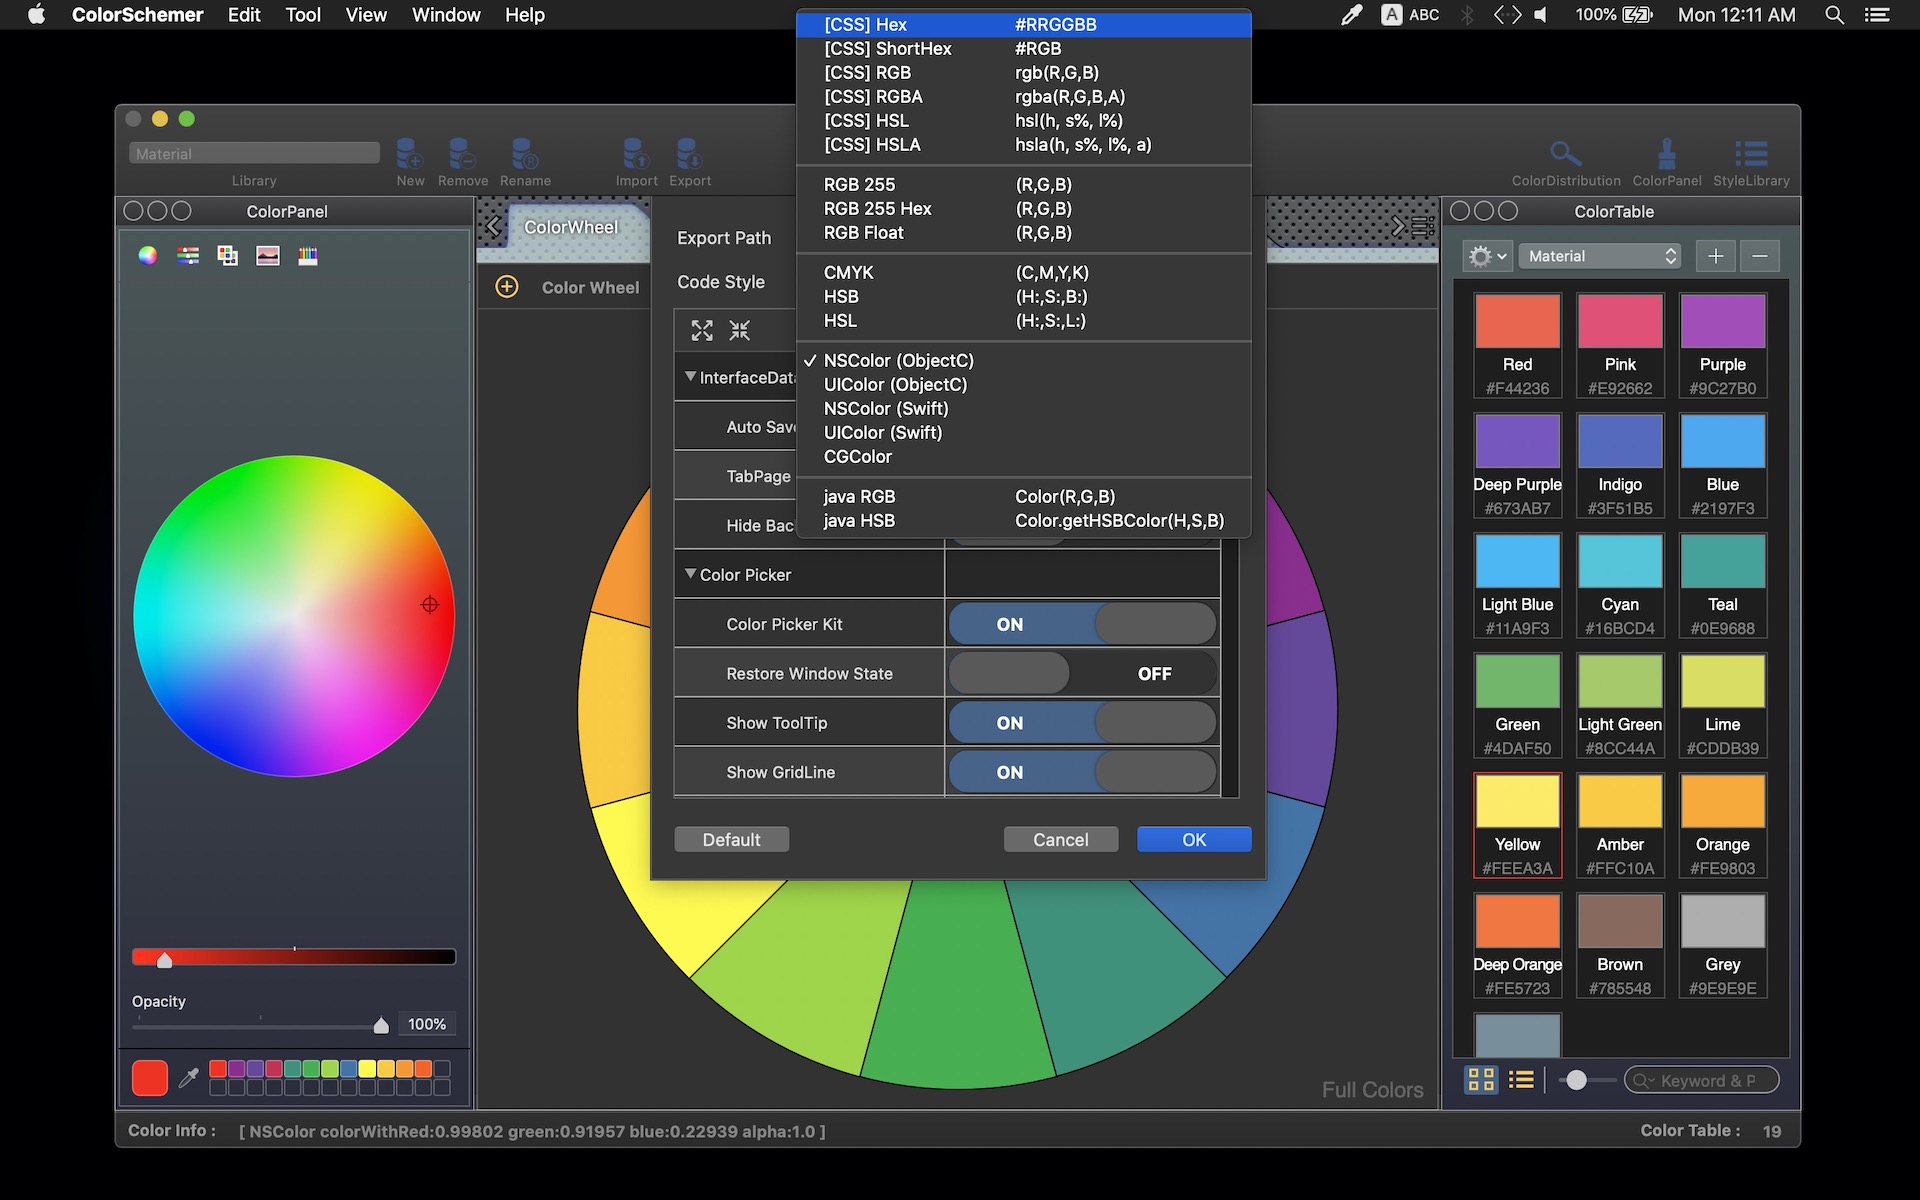 ColorSchemer Edit Tool View Window Help
A ABC 100% Mon 12:11 AM
[CSS] Hex #RRGGBB
[CSS] ShortHex #RGB
[CSS] RGB rgb(R,G,B)
[CSS] RGBA rgba(R,G,B,A)
[CSS] HSL hsl(h, s%, l%)
[CSS] HSLA hsla(h, s%, l%, a)
RGB 255 (R,G,B)
RGB 255 Hex (R,G,B)
RGB Float (R,G,B)
CMYK (C,M,Y,K)
HSB (H:,S:,B:)
HSL (H:,S:,L:)
✓ NSColor (ObjectC)
UIColor (ObjectC)
NSColor (Swift)
UIColor (Swift)
CGColor
java RGB Color(R,G,B)
java HSB Color.getHSBColor(H,S,B)
Material
Library New Remove Rename Import Export
ColorDistribution ColorPanel StyleLibrary
ColorPanel
Opacity
100%
ColorWheel
Color Wheel
Export Path
Code Style
InterfaceData
Auto Save
TabPage
Hide Bac
Color Picker
Color Picker Kit ON
Restore Window State OFF
Show ToolTip ON
Show GridLine ON
Default Cancel OK
Full Colors
ColorTable
Material
Red Pink Purple
#F44236 #E92662 #9C27B0
Deep Purple Indigo Blue
#673AB7 #3F51B5 #2197F3
Light Blue Cyan Teal
#11A9F3 #16BCD4 #0E9688
Green Light Green Lime
#4DAF50 #8CC44A #CDDB39
Yellow Amber Orange
#FEEA3A #FFC10A #FE9803
Deep Orange Brown Grey
#FE5723 #785548 #9E9E9E
Keyword & P
Color Info : [ NSColor colorWithRed:0.99802 green:0.91957 blue:0.22939 alpha:1.0 ]
Color Table : 19